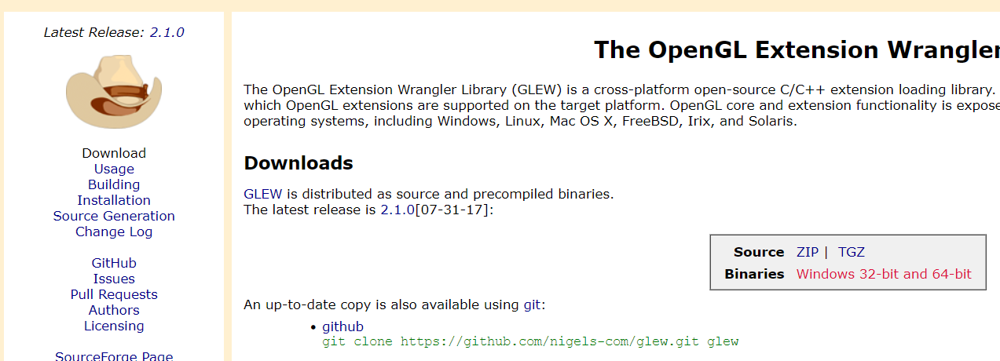 Latest Release: 2.1.0
Download
Usage
Building
Installation
Source Generation
Change Log
GitHub
Issues
Pull Requests
Authors
Licensing
SourceForge Page
The OpenGL Extension Wrangler
The OpenGL Extension Wrangler Library (GLEW) is a cross-platform open-source C/C++ extension loading library.
which OpenGL extensions are supported on the target platform. OpenGL core and extension functionality is expose
operating systems, including Windows, Linux, Mac OS X, FreeBSD, Irix, and Solaris.
Downloads
GLEW is distributed as source and precompiled binaries.
The latest release is 2.1.0[07-31-17]:
Source ZIP | TGZ
Binaries Windows 32-bit and 64-bit
An up-to-date copy is also available using git:
• github
git clone https://github.com/nigels-com/glew.git glew